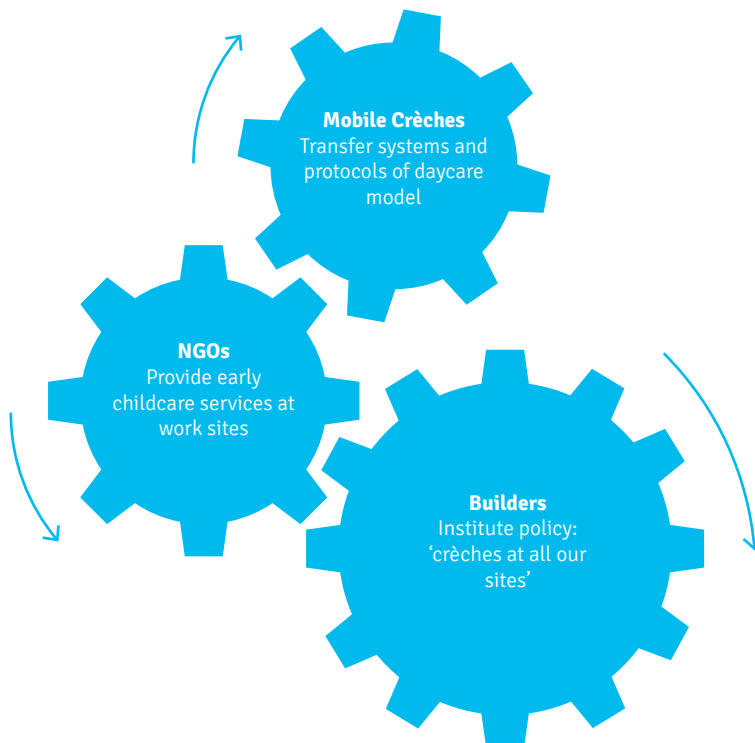 Mobile Crèches
Transfer systems and
protocols of daycare
model
NGOs
Provide early
childcare services at
work sites
Builders
Institute policy:
‘crèches at all our
sites’